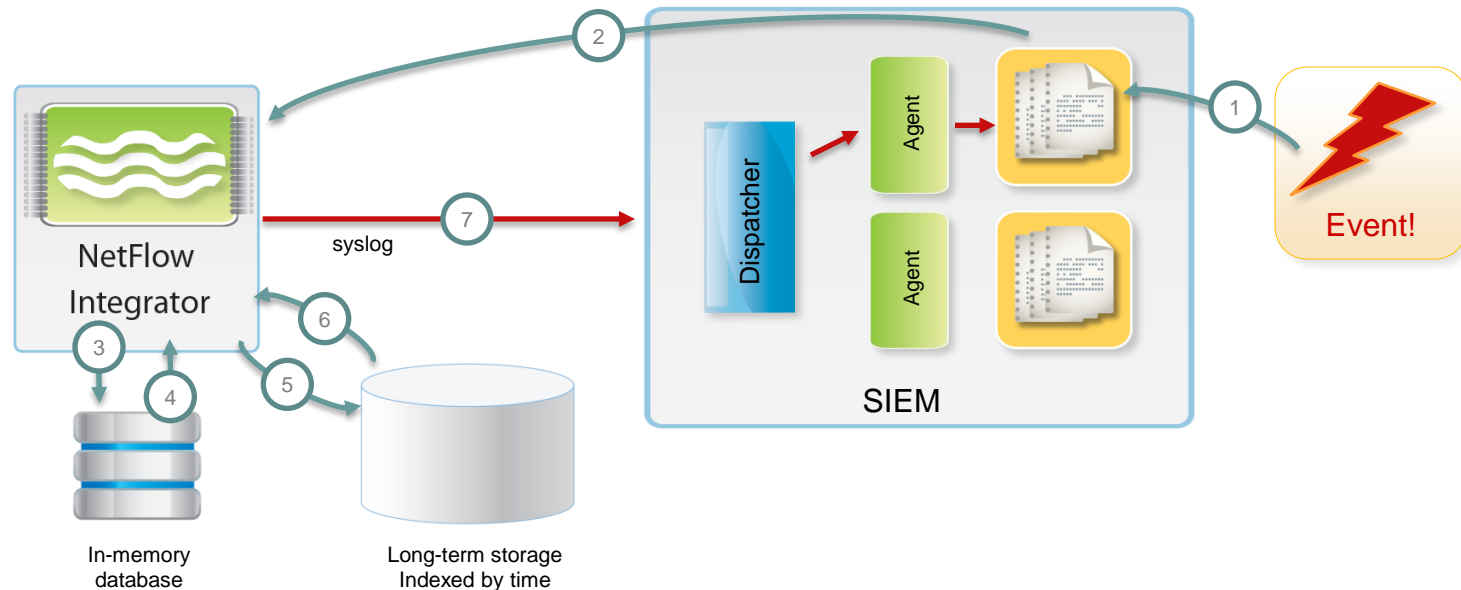 2
1
Agent
Dispatcher
Event!
7
syslog
NetFlow
Integrator
Agent
6
3
5
4
SIEM
In-memory
database
Long-term storage
Indexed by time